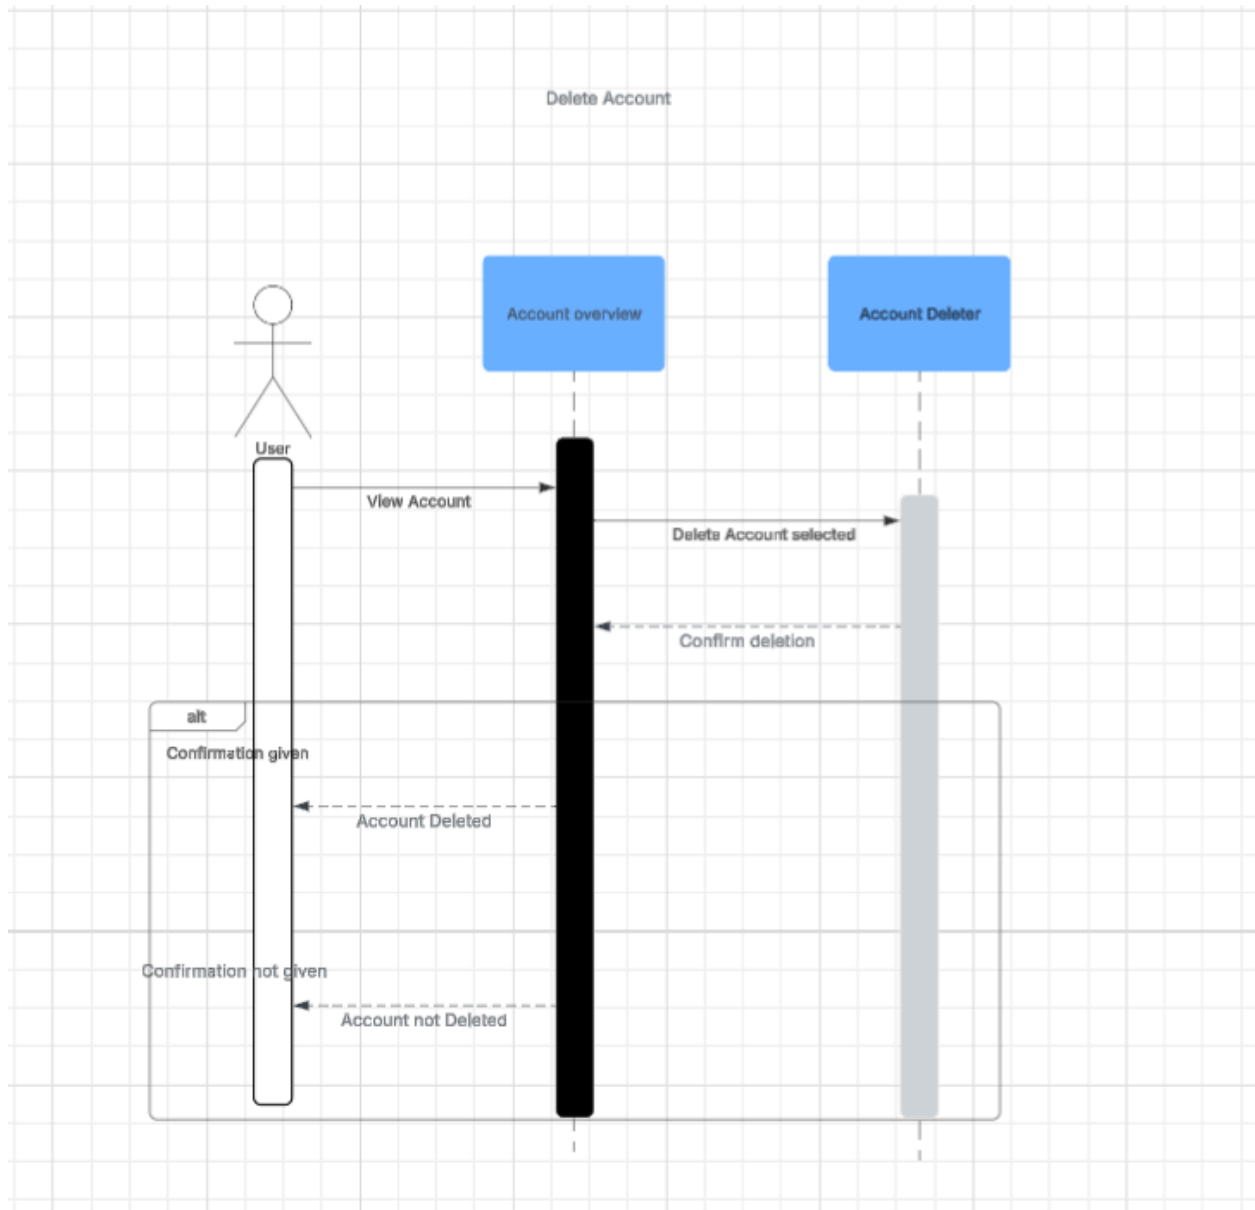 Delete Account
Account overview
Account Deleter
User
View Account
Delete Account selected
Confirm deletion
alt
Confirmation given
Account Deleted
Confirmation not given
Account not Deleted